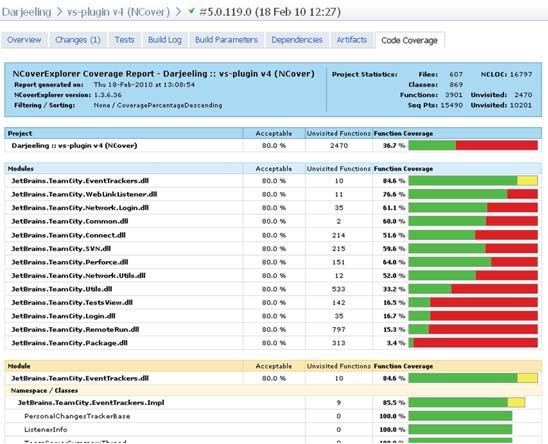 Darjeeling > vs-plugin v4 (NCover) > #5.0.119.0 (18 Feb 10 12:27)
Overview Changes (1) Tests Build Log Build Parameters Dependencies Artifacts Code Coverage
NCoverExplorer Coverage Report - Darjeeling :: vs-plugin v4 (NCover) Project Statistics: Files: 607 NCLOC: 16797
Report generated on: Thu 18-Feb-2010 at 13:08:54 Classes: 869
NCoverExplorer version: 1.3.6.36 Functions: 3901 Unvisited: 2470
Filtering / Sorting: None / CoveragePercentageDescending Seq Pts: 15490 Unvisited: 10201
Project Acceptable Unvisited Functions Function Coverage
Darjeeling :: vs-plugin v4 (NCover) 80.0 % 2470 36.7 %
Modules Acceptable Unvisited Functions Function Coverage
JetBrains.TeamCity.EventTrackers.dll 80.0 % 10 84.6 %
JetBrains.TeamCity.WebLinkListener.dll 80.0 % 11 76.6 %
JetBrains.TeamCity.Network.Login.dll 80.0 % 35 61.1 %
JetBrains.TeamCity.Common.dll 80.0 % 2 60.0 %
JetBrains.TeamCity.Connect.dll 80.0 % 214 51.6 %
JetBrains.TeamCity.SVN.dll 80.0 % 215 59.6 %
JetBrains.TeamCity.Perforce.dll 80.0 % 151 64.0 %
JetBrains.TeamCity.Network.Utils.dll 80.0 % 12 52.0 %
JetBrains.TeamCity.Utils.dll 80.0 % 533 33.2 %
JetBrains.TeamCity.TestsView.dll 80.0 % 142 16.5 %
JetBrains.TeamCity.Login.dll 80.0 % 35 16.7 %
JetBrains.TeamCity.RemoteRun.dll 80.0 % 797 15.3 %
JetBrains.TeamCity.Package.dll 80.0 % 313 3.4 %
Module Acceptable Unvisited Functions Function Coverage
JetBrains.TeamCity.EventTrackers.dll 80.0 % 10 84.6 %
Namespace / Classes
JetBrains.TeamCity.EventTrackers.Impl 9 85.5 %
PersonalChangesTrackerBase 0 100.0 %
ListenerInfo 0 100.0 %
0 100.0 %